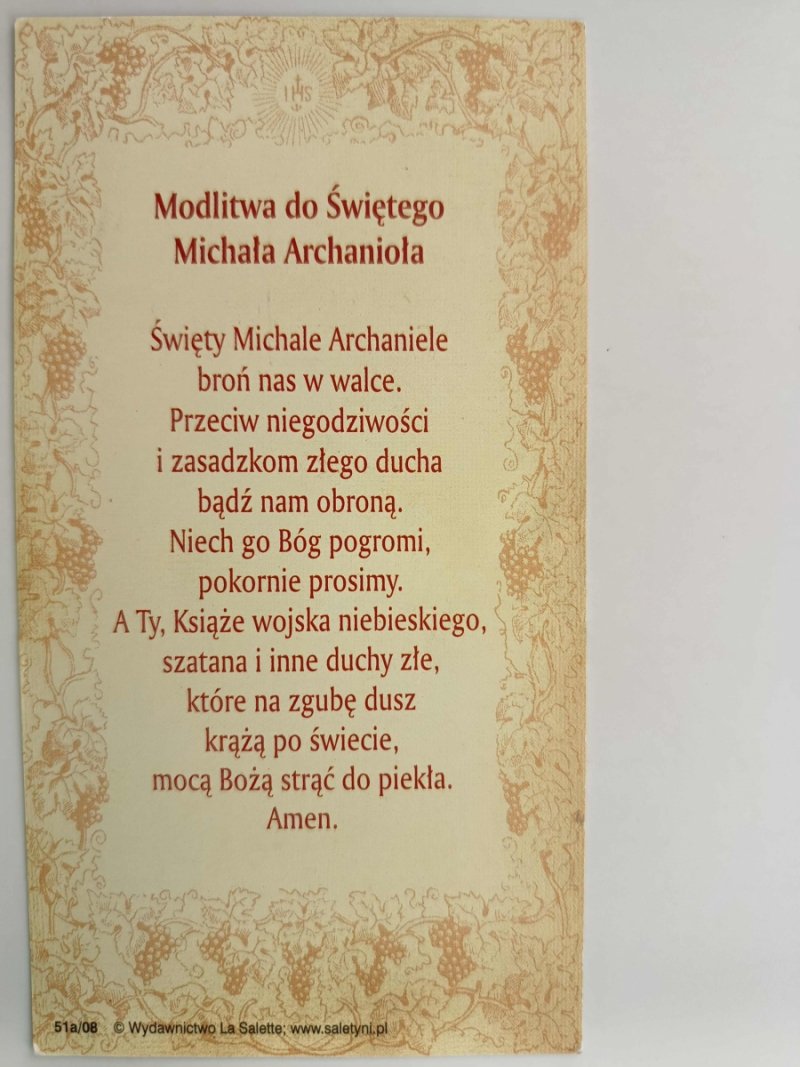 IHS
Modlitwa do Świętego
Michała Archanioła
Święty Michale Archaniele
broń nas w walce.
Przeciw niegodziwości
i zasadzkom złego ducha
bądź nam obroną.
Niech go Bóg pogromi,
pokornie prosimy.
A Ty, Książe wojska niebieskiego,
szatana i inne duchy złe,
które na zgubę dusz
krążą po świecie,
mocą Bożą strąć do piekła.
Amen.
51a/08 © Wydawnictwo La Salette; www.saletyni.pl